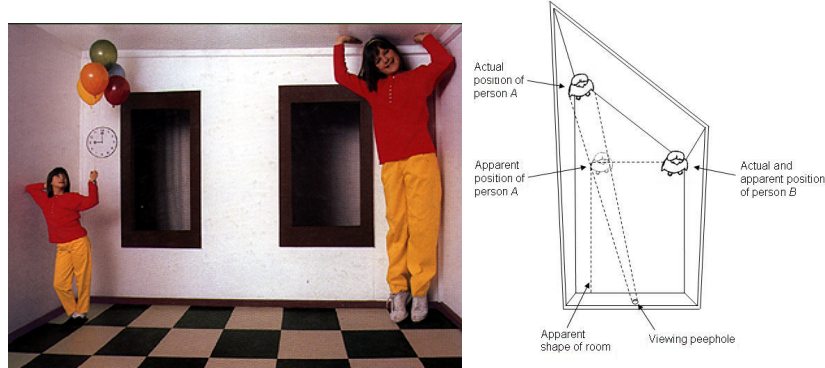 Actual
position of
person A
Apparent
position of
person A
Actual and
apparent position
of person B
Apparent
shape of room
Viewing peephole